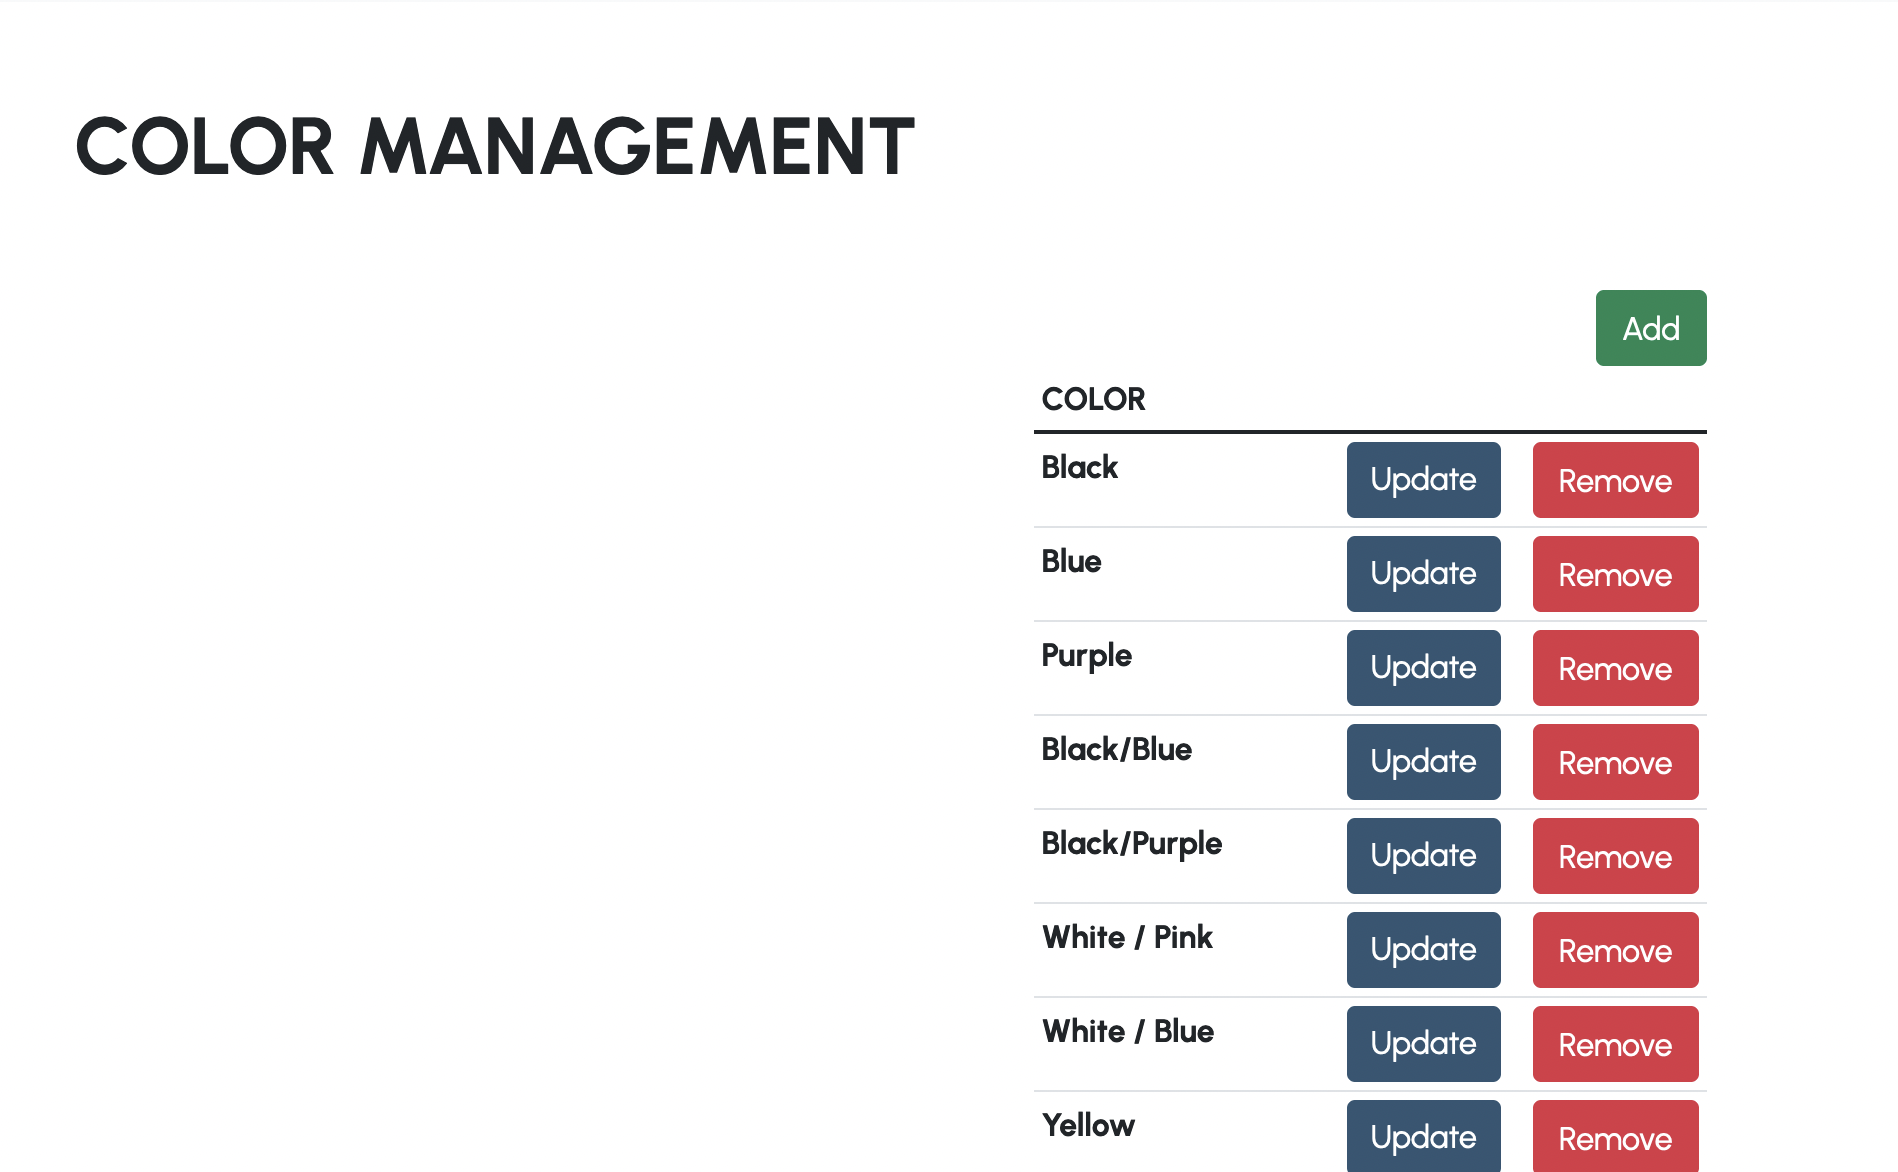 COLOR MANAGEMENT
Add
COLOR
Black Update Remove
Blue Update Remove
Purple Update Remove
Black/Blue Update Remove
Black/Purple Update Remove
White / Pink Update Remove
White / Blue Update Remove
Yellow Update Remove